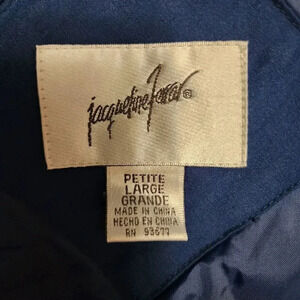 jacqueline ferrar®
PETITE
LARGE
GRANDE
MADE IN CHINA
HECHO EN CHINA
RN 93677